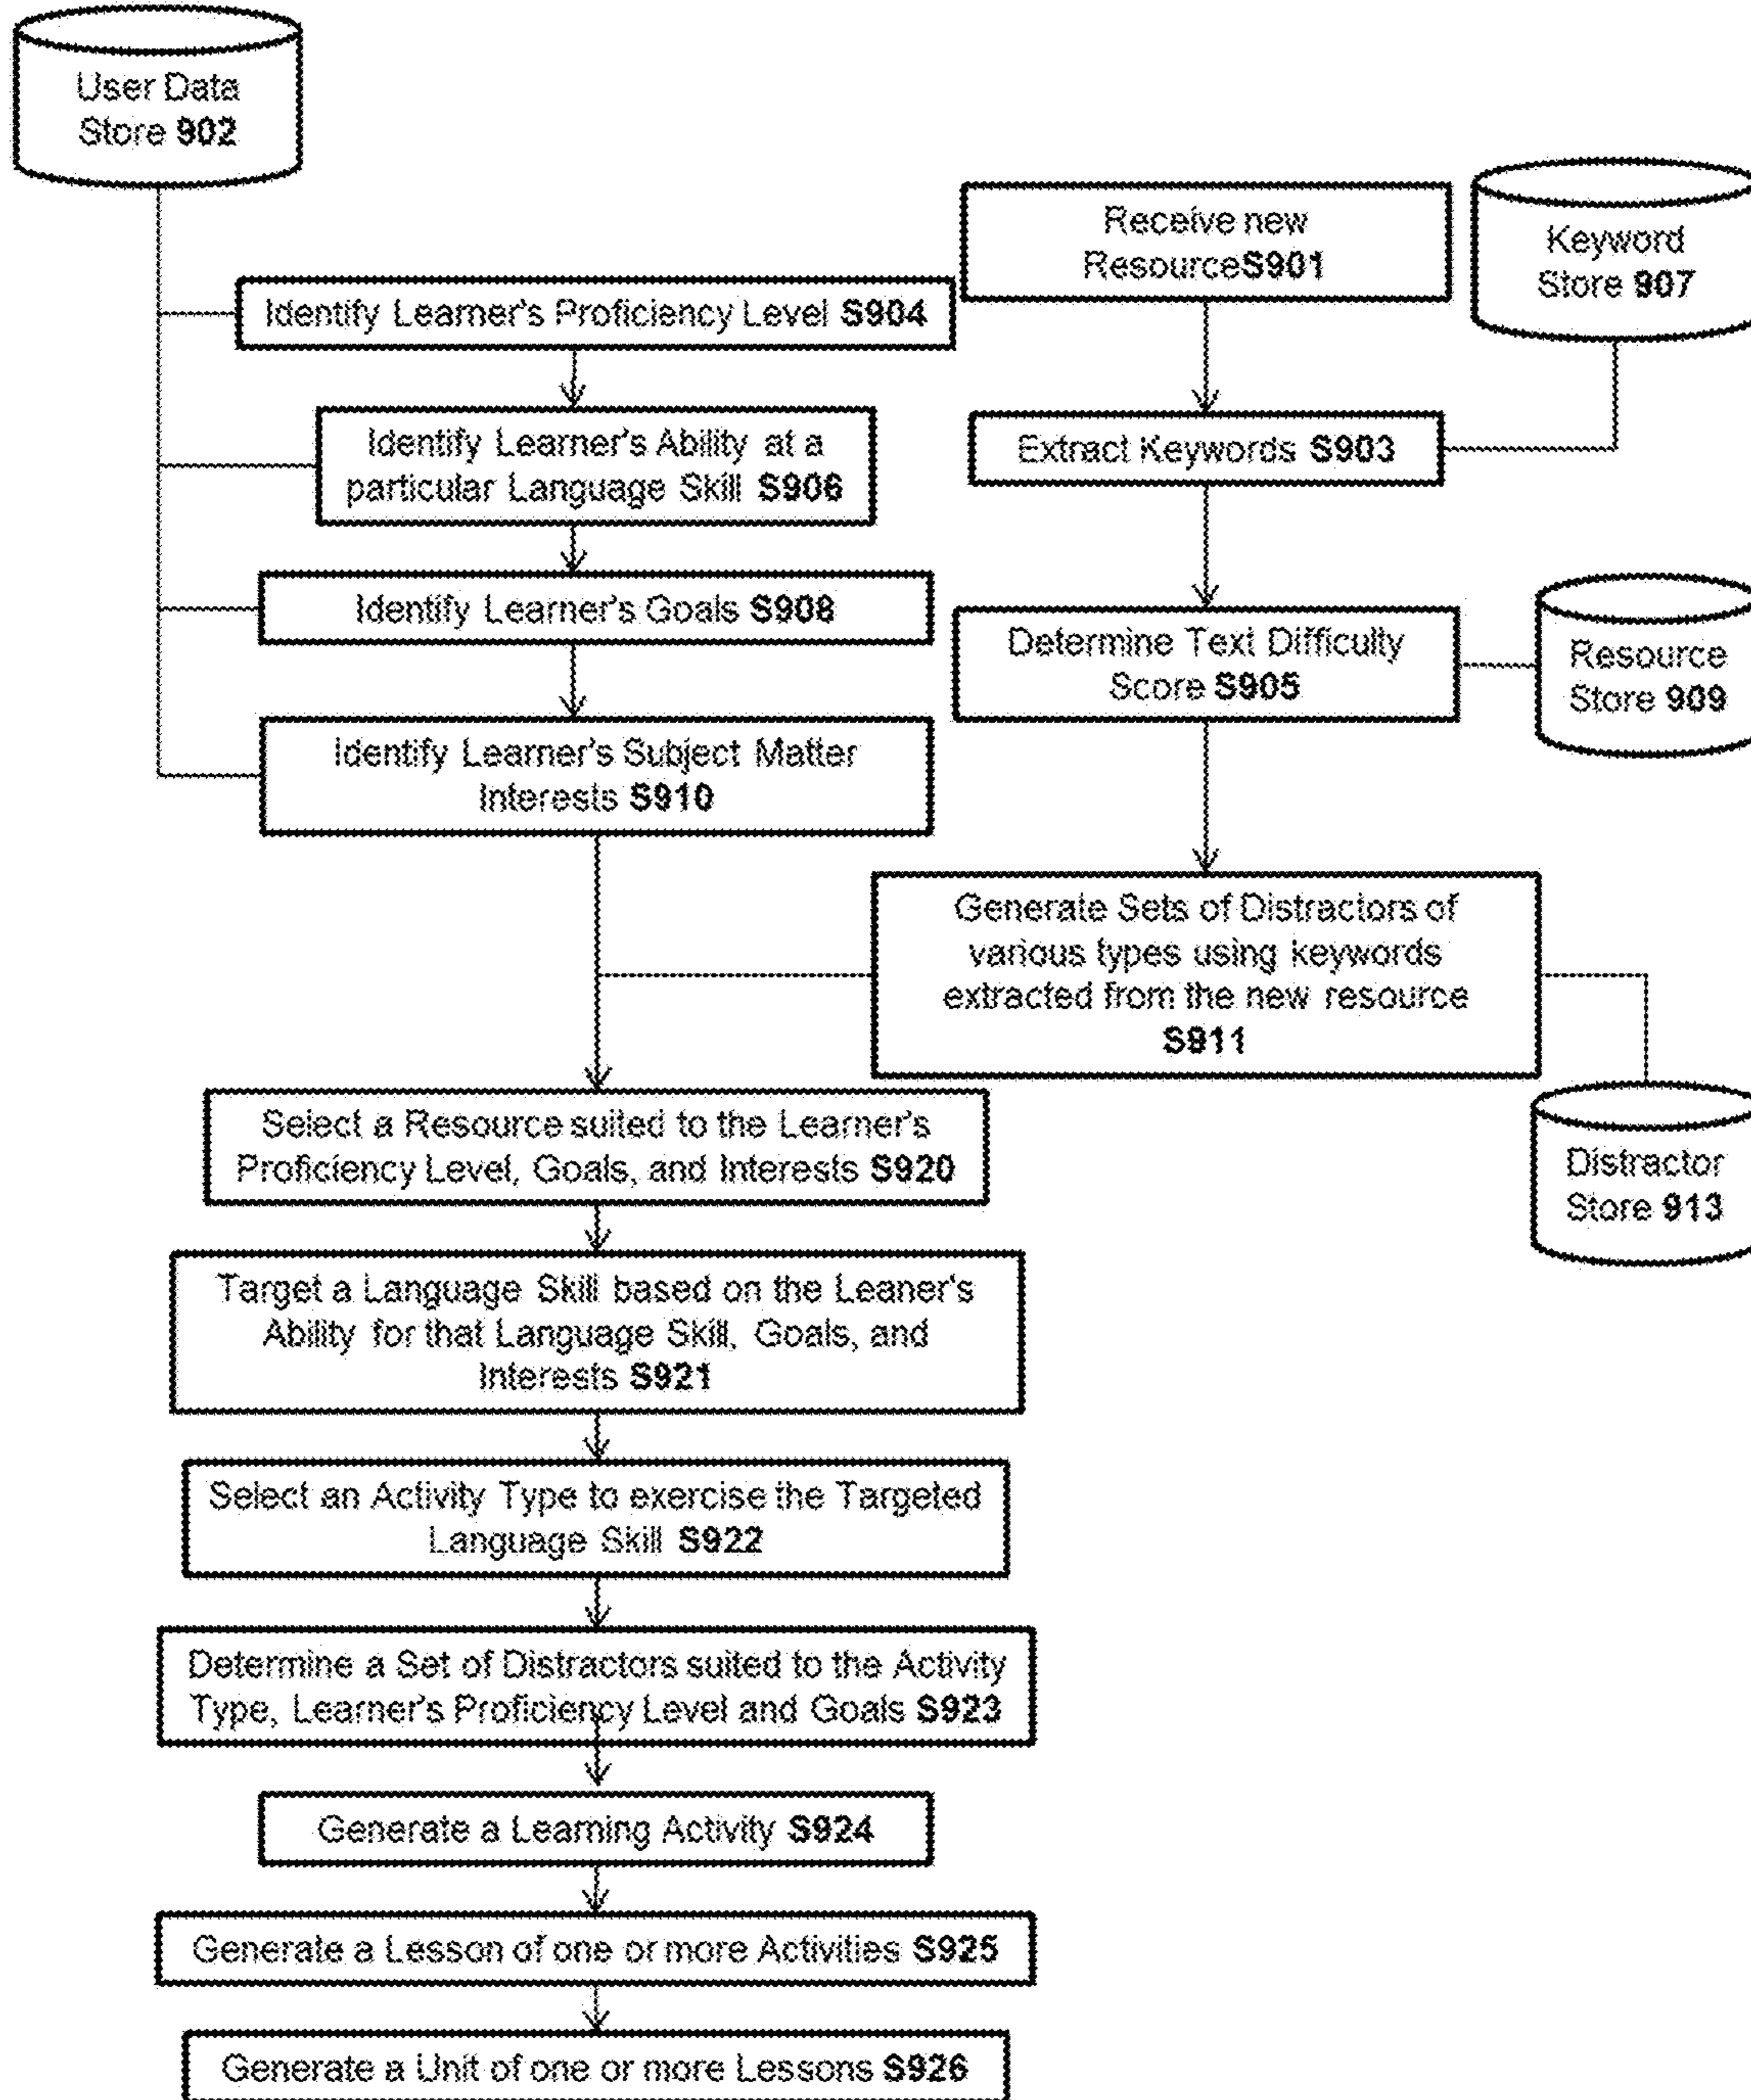 User Data
Store 902
Receive new
ResourceS901
Keyword
Store 907
Identify Learner's Proficiency Level S904
Identify Learner's Ability at a
particular Language Skill S906
Extract Keywords S903
Identify Learner's Goals S908
Determine Text Difficulty
Score S905
Resource
Store 909
Identify Learner's Subject Matter
Interests S910
Generate Sets of Distractors of
various types using keywords
extracted from the new resource
S911
Select a Resource suited to the Learner's
Proficiency Level, Goals, and Interests S920
Distractor
Store 913
Target a Language Skill based on the Leaner's
Ability for that Language Skill, Goals, and
Interests S921
Select an Activity Type to exercise the Targeted
Language Skill S922
Determine a Set of Distractors suited to the Activity
Type, Learner's Proficiency Level and Goals S923
Generate a Learning Activity S924
Generate a Lesson of one or more Activities S925
Generate a Unit of one or more Lessons S926